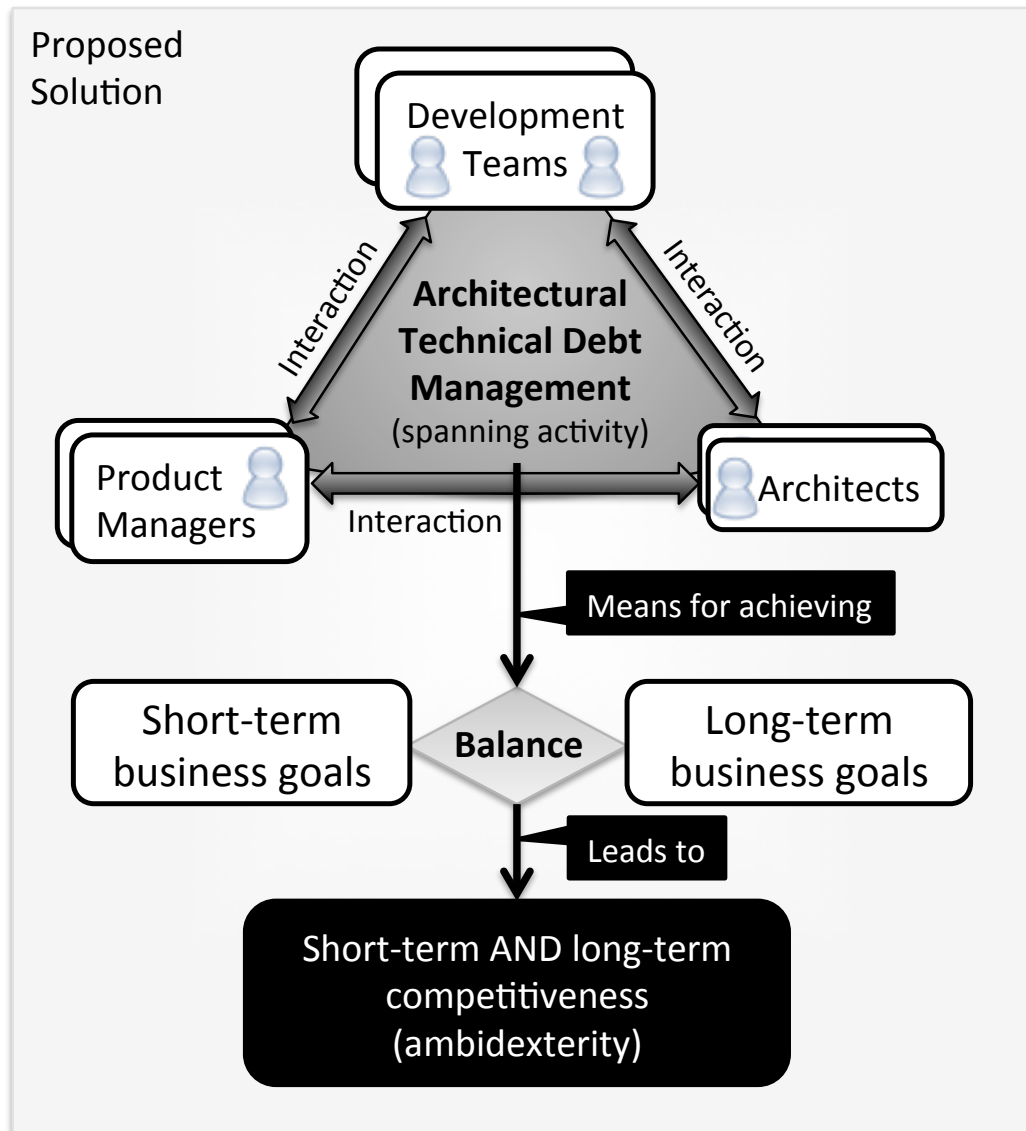 Proposed
Solution
Development
Teams
Interaction
Interaction
Architectural
Technical Debt
Management
(spanning activity)
Product
Managers
Architects
Interaction
Means for achieving
Short-term
business goals
Balance
Long-term
business goals
Leads to
Short-term AND long-term
competitiveness
(ambidexterity)